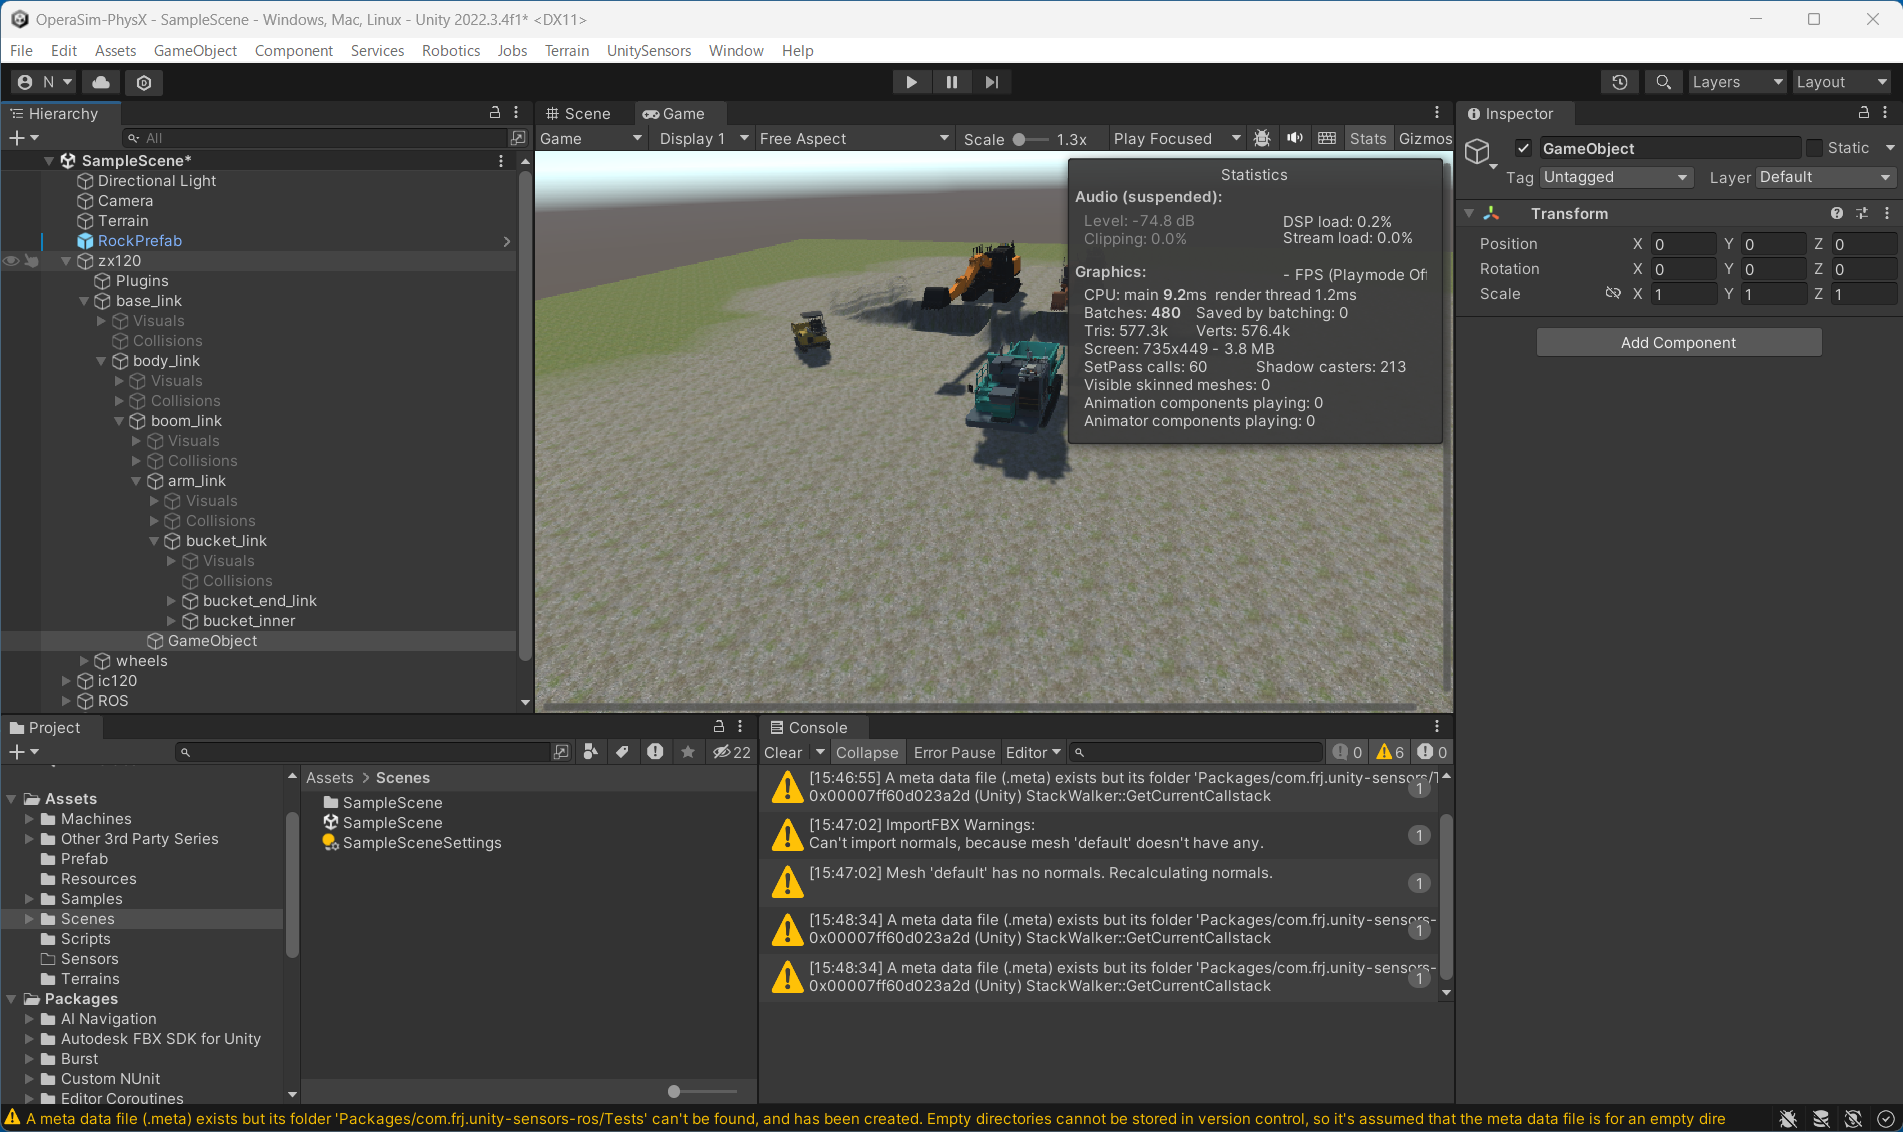 OperaSim-PhysX - SampleScene - Windows, Mac, Linux - Unity 2022.3.4f1* <DX11>
File Edit Assets GameObject Component Services Robotics Jobs Terrain UnitySensors Window Help
N
Layers Layout
Hierarchy
All
SampleScene*
Directional Light
Camera
Terrain
RockPrefab
zx120
Plugins
base_link
Visuals
Collisions
body_link
Visuals
Collisions
boom_link
Visuals
Collisions
arm_link
Visuals
Collisions
bucket_link
Visuals
Collisions
bucket_end_link
bucket_inner
GameObject
wheels
ic120
ROS
Scene Game
Game Display 1 Free Aspect Scale 1.3x Play Focused Stats Gizmos
Statistics
Audio (suspended):
Level: -74.8 dB DSP load: 0.2%
Clipping: 0.0% Stream load: 0.0%
Graphics: - FPS (Playmode Of
CPU: main 9.2ms render thread 1.2ms
Batches: 480 Saved by batching: 0
Tris: 577.3k Verts: 576.4k
Screen: 735x449 - 3.8 MB
SetPass calls: 60 Shadow casters: 213
Visible skinned meshes: 0
Animation components playing: 0
Animator components playing: 0
Inspector
GameObject Static
Tag Untagged Layer Default
Transform
Position X 0 Y 0 Z 0
Rotation X 0 Y 0 Z 0
Scale X 1 Y 1 Z 1
Add Component
Project
22
Assets
Machines
Other 3rd Party Series
Prefab
Resources
Samples
Scenes
Scripts
Sensors
Terrains
Packages
AI Navigation
Autodesk FBX SDK for Unity
Burst
Custom NUnit
Editor Coroutines
Assets > Scenes
SampleScene
SampleScene
SampleSceneSettings
Console
Clear Collapse Error Pause Editor 0 6 0
[15:46:55] A meta data file (.meta) exists but its folder 'Packages/com.frj.unity-sensors/T
0x00007ff60d023a2d (Unity) StackWalker::GetCurrentCallstack
1
[15:47:02] ImportFBX Warnings:
Can't import normals, because mesh 'default' doesn't have any.
1
[15:47:02] Mesh 'default' has no normals. Recalculating normals.
1
[15:48:34] A meta data file (.meta) exists but its folder 'Packages/com.frj.unity-sensors-
0x00007ff60d023a2d (Unity) StackWalker::GetCurrentCallstack
1
[15:48:34] A meta data file (.meta) exists but its folder 'Packages/com.frj.unity-sensors-
0x00007ff60d023a2d (Unity) StackWalker::GetCurrentCallstack
1
A meta data file (.meta) exists but its folder 'Packages/com.frj.unity-sensors-ros/Tests' can't be found, and has been created. Empty directories cannot be stored in version control, so it's assumed that the meta data file is for an empty dire